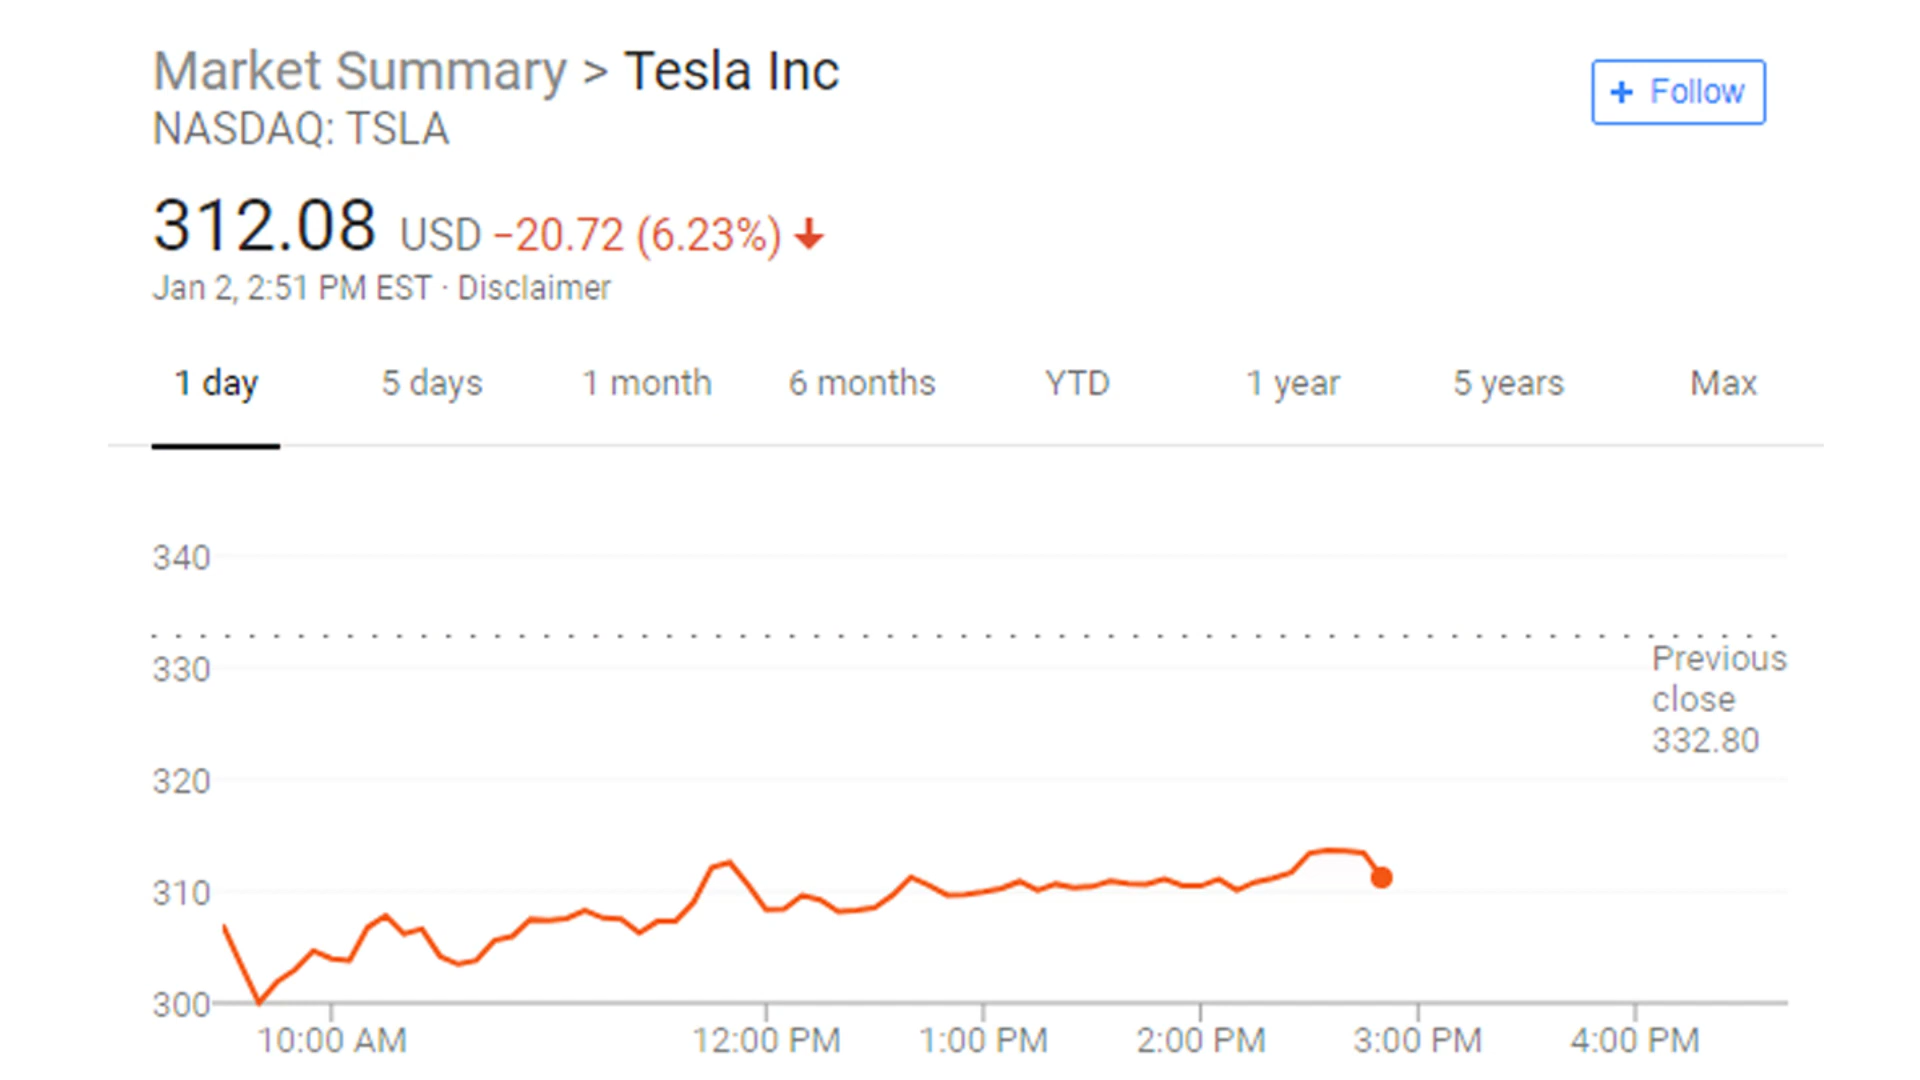 Market Summary > Tesla Inc
NASDAQ: TSLA
+ Follow
312.08 USD −20.72 (6.23%) ↓
Jan 2, 2:51 PM EST · Disclaimer
1 day 5 days 1 month 6 months YTD 1 year 5 years Max
340
330
Previous
close
332.80
320
310
300
10:00 AM 12:00 PM 1:00 PM 2:00 PM 3:00 PM 4:00 PM